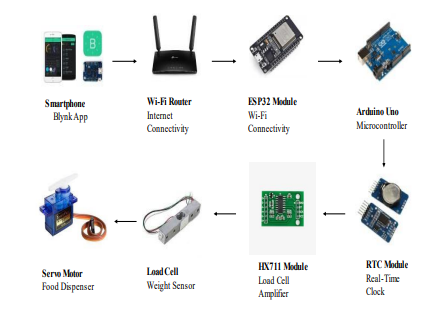 B
Smartphone
Blynk App
Wi-Fi Router
Internet
Connectivity
ESP32 Module
Wi-Fi
Connectivity
Arduino Uno
Microcontroller
Servo Motor
Food Dispenser
Load Cell
Weight Sensor
HX711 Module
Load Cell
Amplifier
RTC Module
Real-Time
Clock